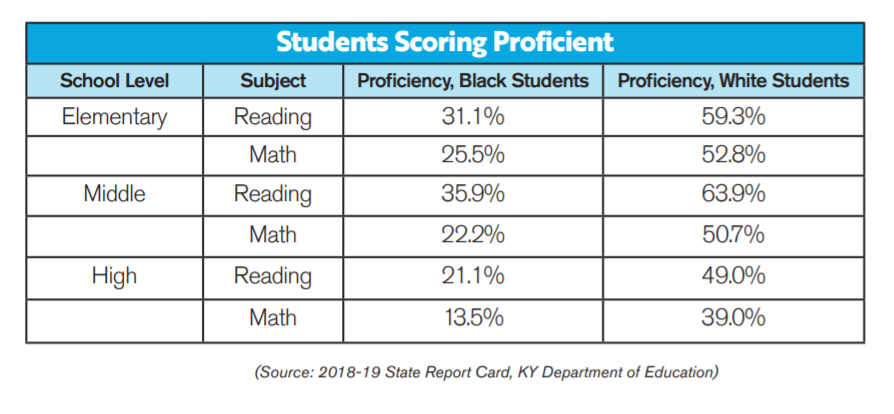 Students Scoring Proficient
School Level Subject Proficiency, Black Students Proficiency, White Students
Elementary Reading 31.1% 59.3%
Math 25.5% 52.8%
Middle Reading 35.9% 63.9%
Math 22.2% 50.7%
High Reading 21.1% 49.0%
Math 13.5% 39.0%
(Source: 2018-19 State Report Card, KY Department of Education)